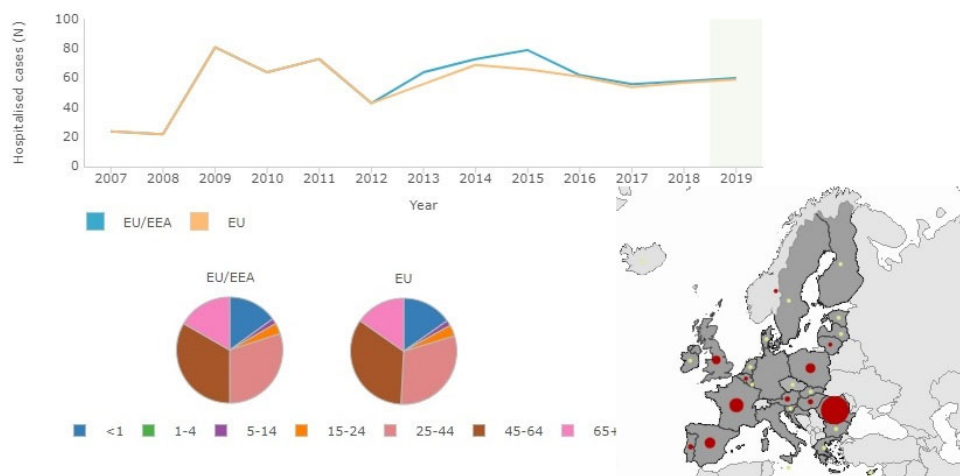 Hospitalised cases (N)
100
80
60
40
20
0
2007 2008 2009 2010 2011 2012 2013 2014 2015 2016 2017 2018 2019
Year
EU/EEA EU
EU/EEA EU
<1 1-4 5-14 15-24 25-44 45-64 65+